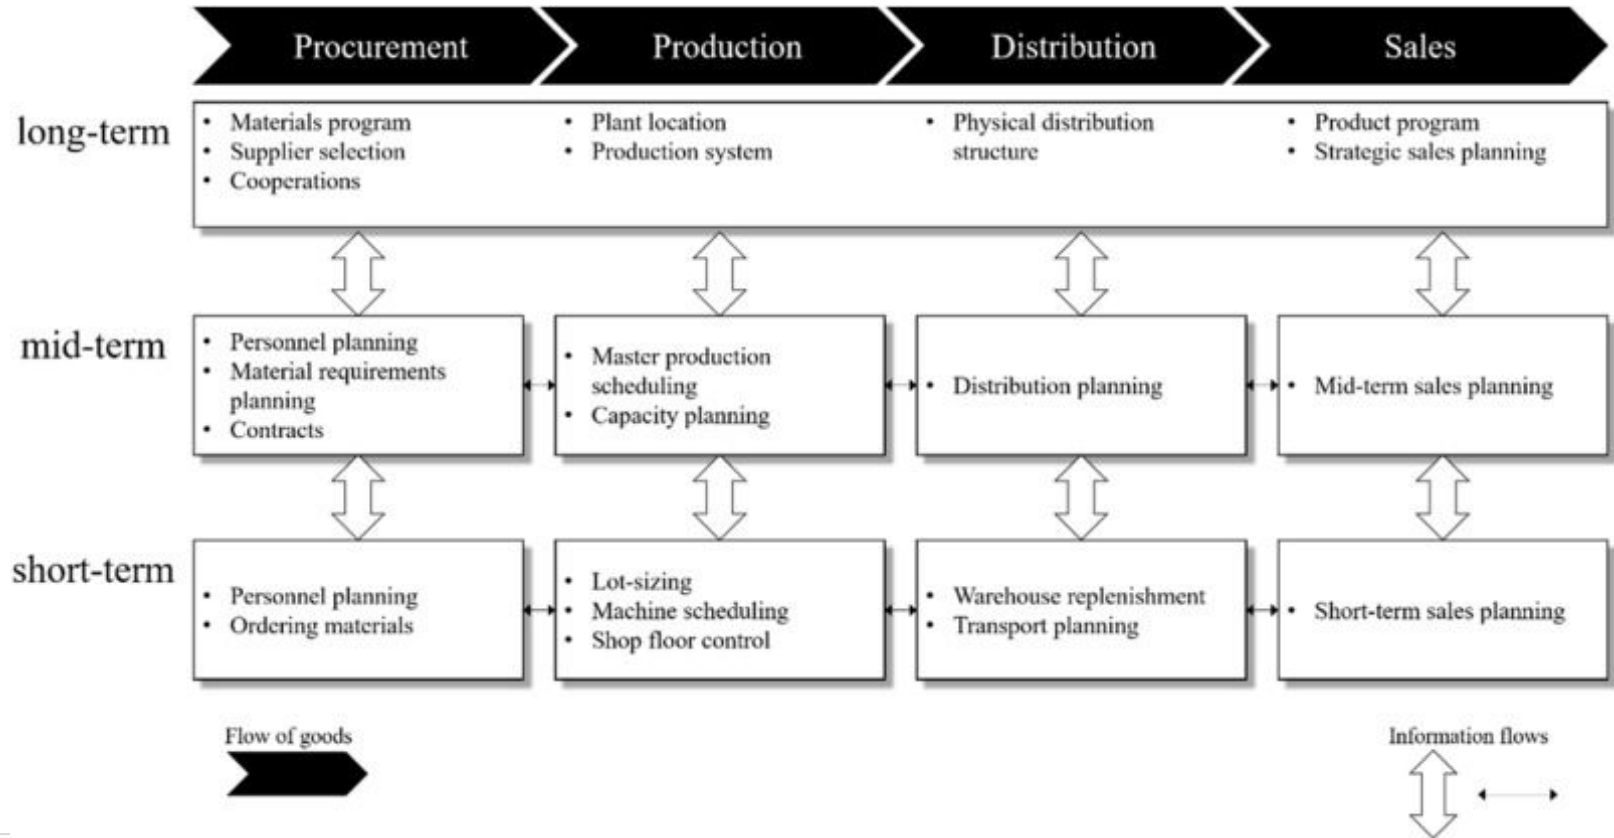 Procurement
Production
Distribution
Sales
long-term
• Materials program
• Supplier selection
• Cooperations
• Plant location
• Production system
• Physical distribution
structure
• Product program
• Strategic sales planning
mid-term
• Personnel planning
• Material requirements
planning
• Contracts
• Master production
scheduling
• Capacity planning
• Distribution planning
• Mid-term sales planning
short-term
• Personnel planning
• Ordering materials
• Lot-sizing
• Machine scheduling
• Shop floor control
• Warehouse replenishment
• Transport planning
• Short-term sales planning
Flow of goods
Information flows